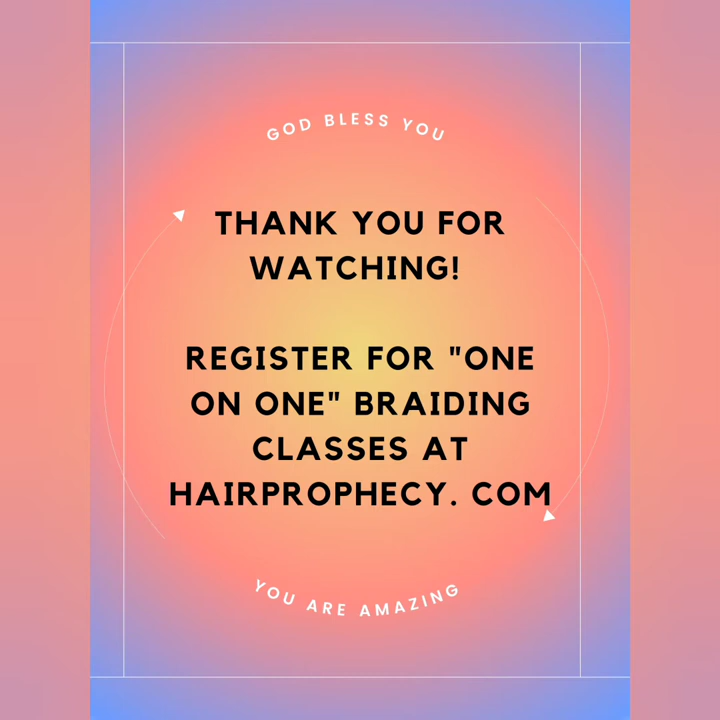 GOD BLESS YOU
THANK YOU FOR
WATCHING!
REGISTER FOR "ONE
ON ONE" BRAIDING
CLASSES AT
HAIRPROPHECY. COM
YOU ARE AMAZING